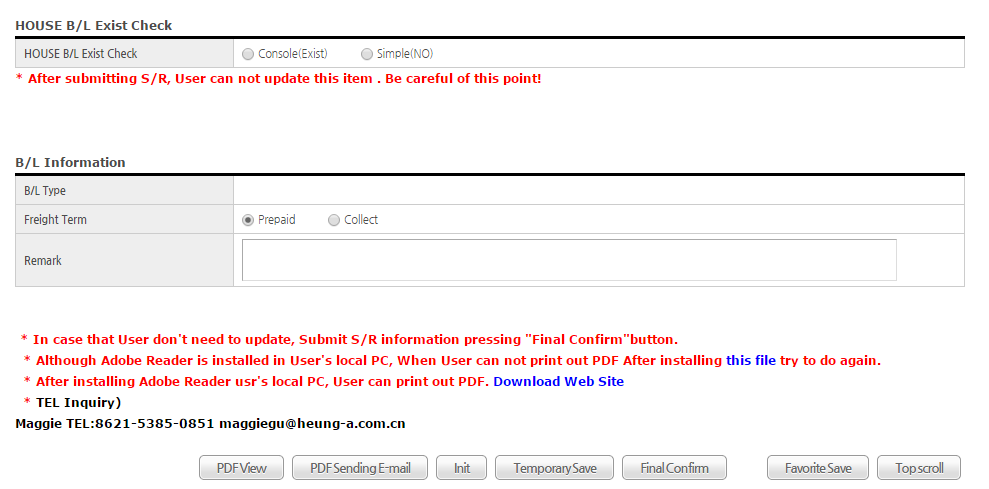 HOUSE B/L Exist Check
HOUSE B/L Exist Check Console(Exist) Simple(NO)
* After submitting S/R, User can not update this item . Be careful of this point!
B/L Information
B/L Type
Freight Term Prepaid Collect
Remark
* In case that User don't need to update, Submit S/R information pressing "Final Confirm"button.
* Although Adobe Reader is installed in User's local PC, When User can not print out PDF After installing this file try to do again.
* After installing Adobe Reader usr's local PC, User can print out PDF. Download Web Site
* TEL Inquiry)
Maggie TEL:8621-5385-0851 maggiegu@heung-a.com.cn
PDF View PDF Sending E-mail Init Temporary Save Final Confirm Favorite Save Top scroll